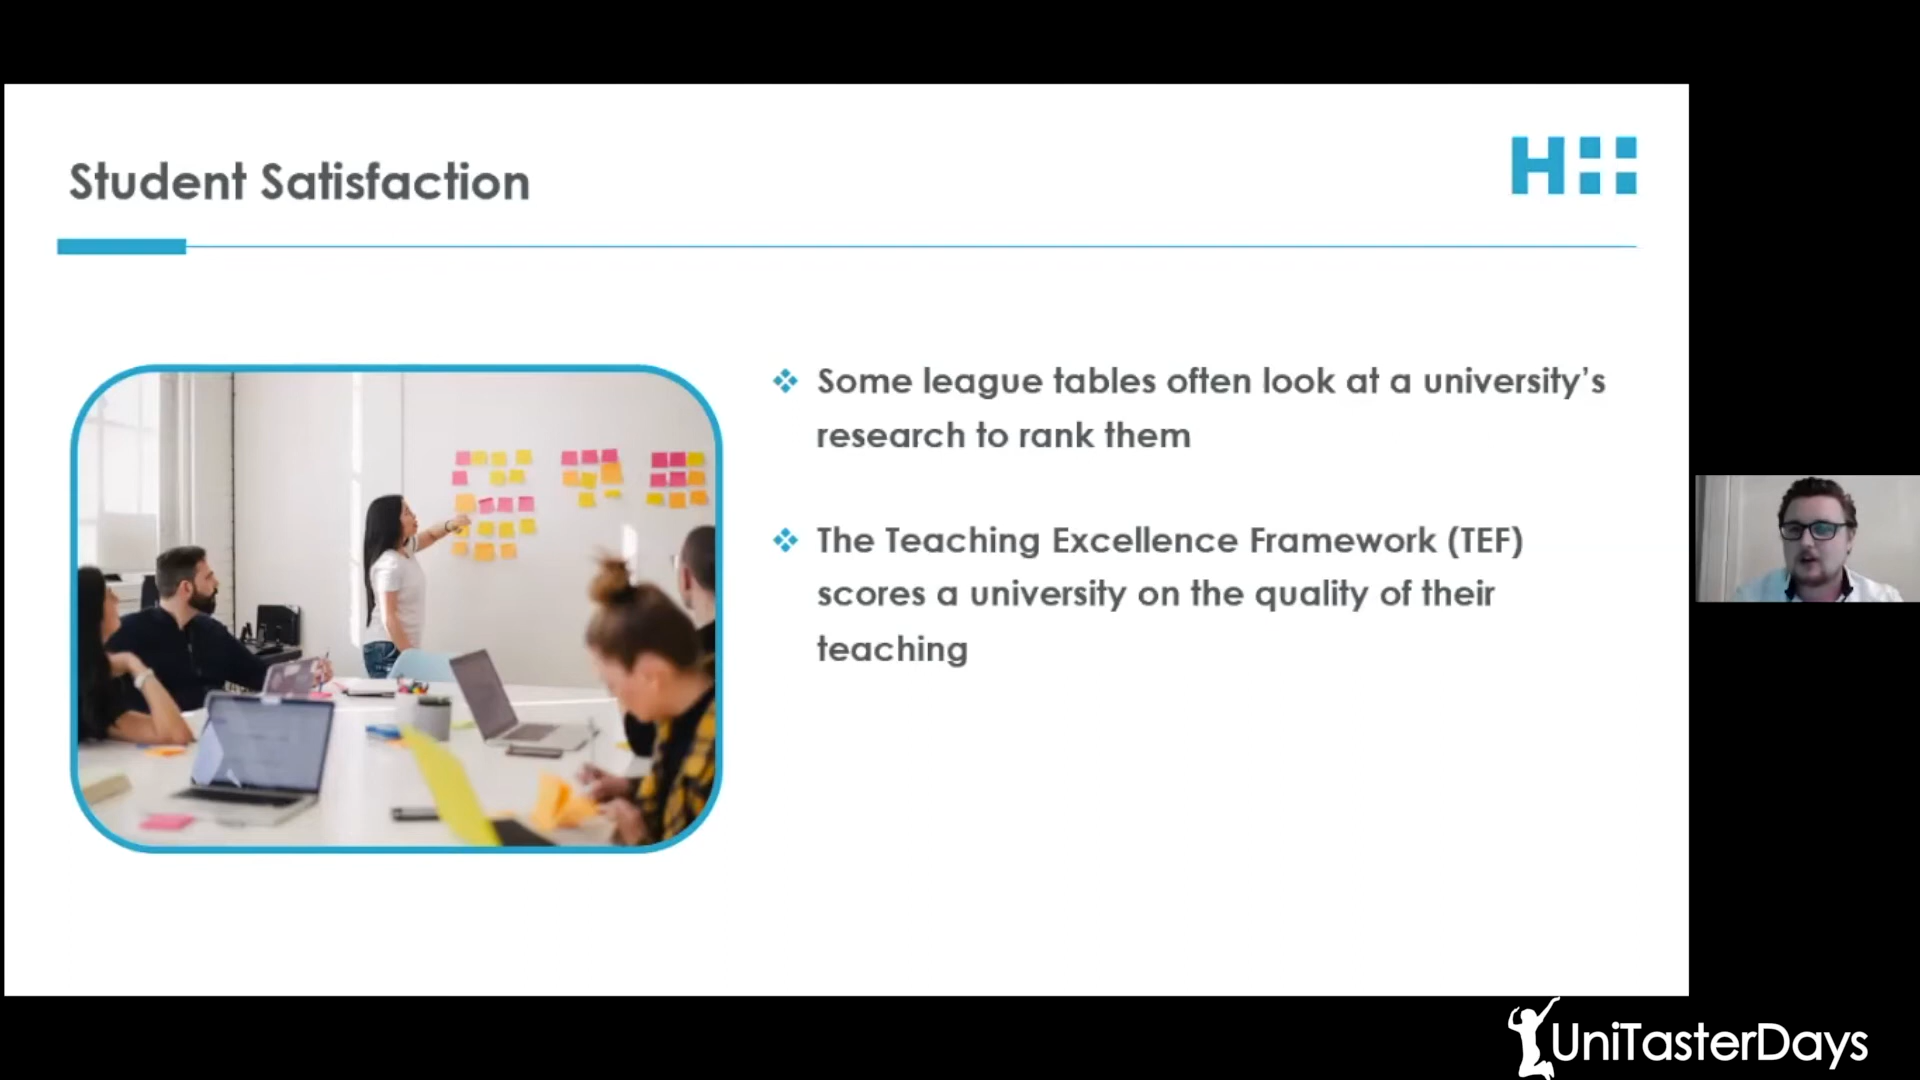 Student Satisfaction
H
Some league tables often look at a university’s
research to rank them
The Teaching Excellence Framework (TEF)
scores a university on the quality of their
teaching
UniTasterDays